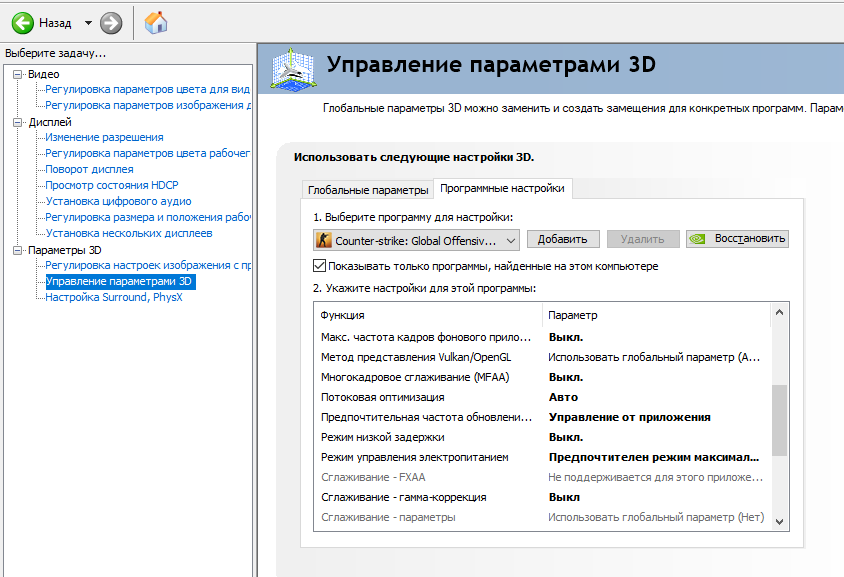 Назад
Выберите задачу...
Видео
Регулировка параметров цвета для вид
Регулировка параметров изображения д
Дисплей
Изменение разрешения
Регулировка параметров цвета рабочег
Поворот дисплея
Просмотр состояния HDCP
Установка цифрового аудио
Регулировка размера и положения рабо
Установка нескольких дисплеев
Параметры 3D
Регулировка настроек изображения с пр
Управление параметрами 3D
Настройка Surround, PhysX
Управление параметрами 3D
Глобальные параметры 3D можно заменить и создать замещения для конкретных программ. Парам
Использовать следующие настройки 3D.
Глобальные параметры Программные настройки
1. Выберите программу для настройки:
Counter-strike: Global Offensiv... Добавить Удалить Восстановить
Показывать только программы, найденные на этом компьютере
2. Укажите настройки для этой программы:
Функция Параметр
Макс. частота кадров фонового прило... Выкл.
Метод представления Vulkan/OpenGL Использовать глобальный параметр (А...
Многокадровое сглаживание (MFAA) Выкл.
Потоковая оптимизация Авто
Предпочтительная частота обновлени... Управление от приложения
Режим низкой задержки Выкл.
Режим управления электропитанием Предпочтителен режим максимал...
Сглаживание - FXAA Не поддерживается для этого приложе...
Сглаживание - гамма-коррекция Выкл
Сглаживание - параметры Использовать глобальный параметр (Нет)